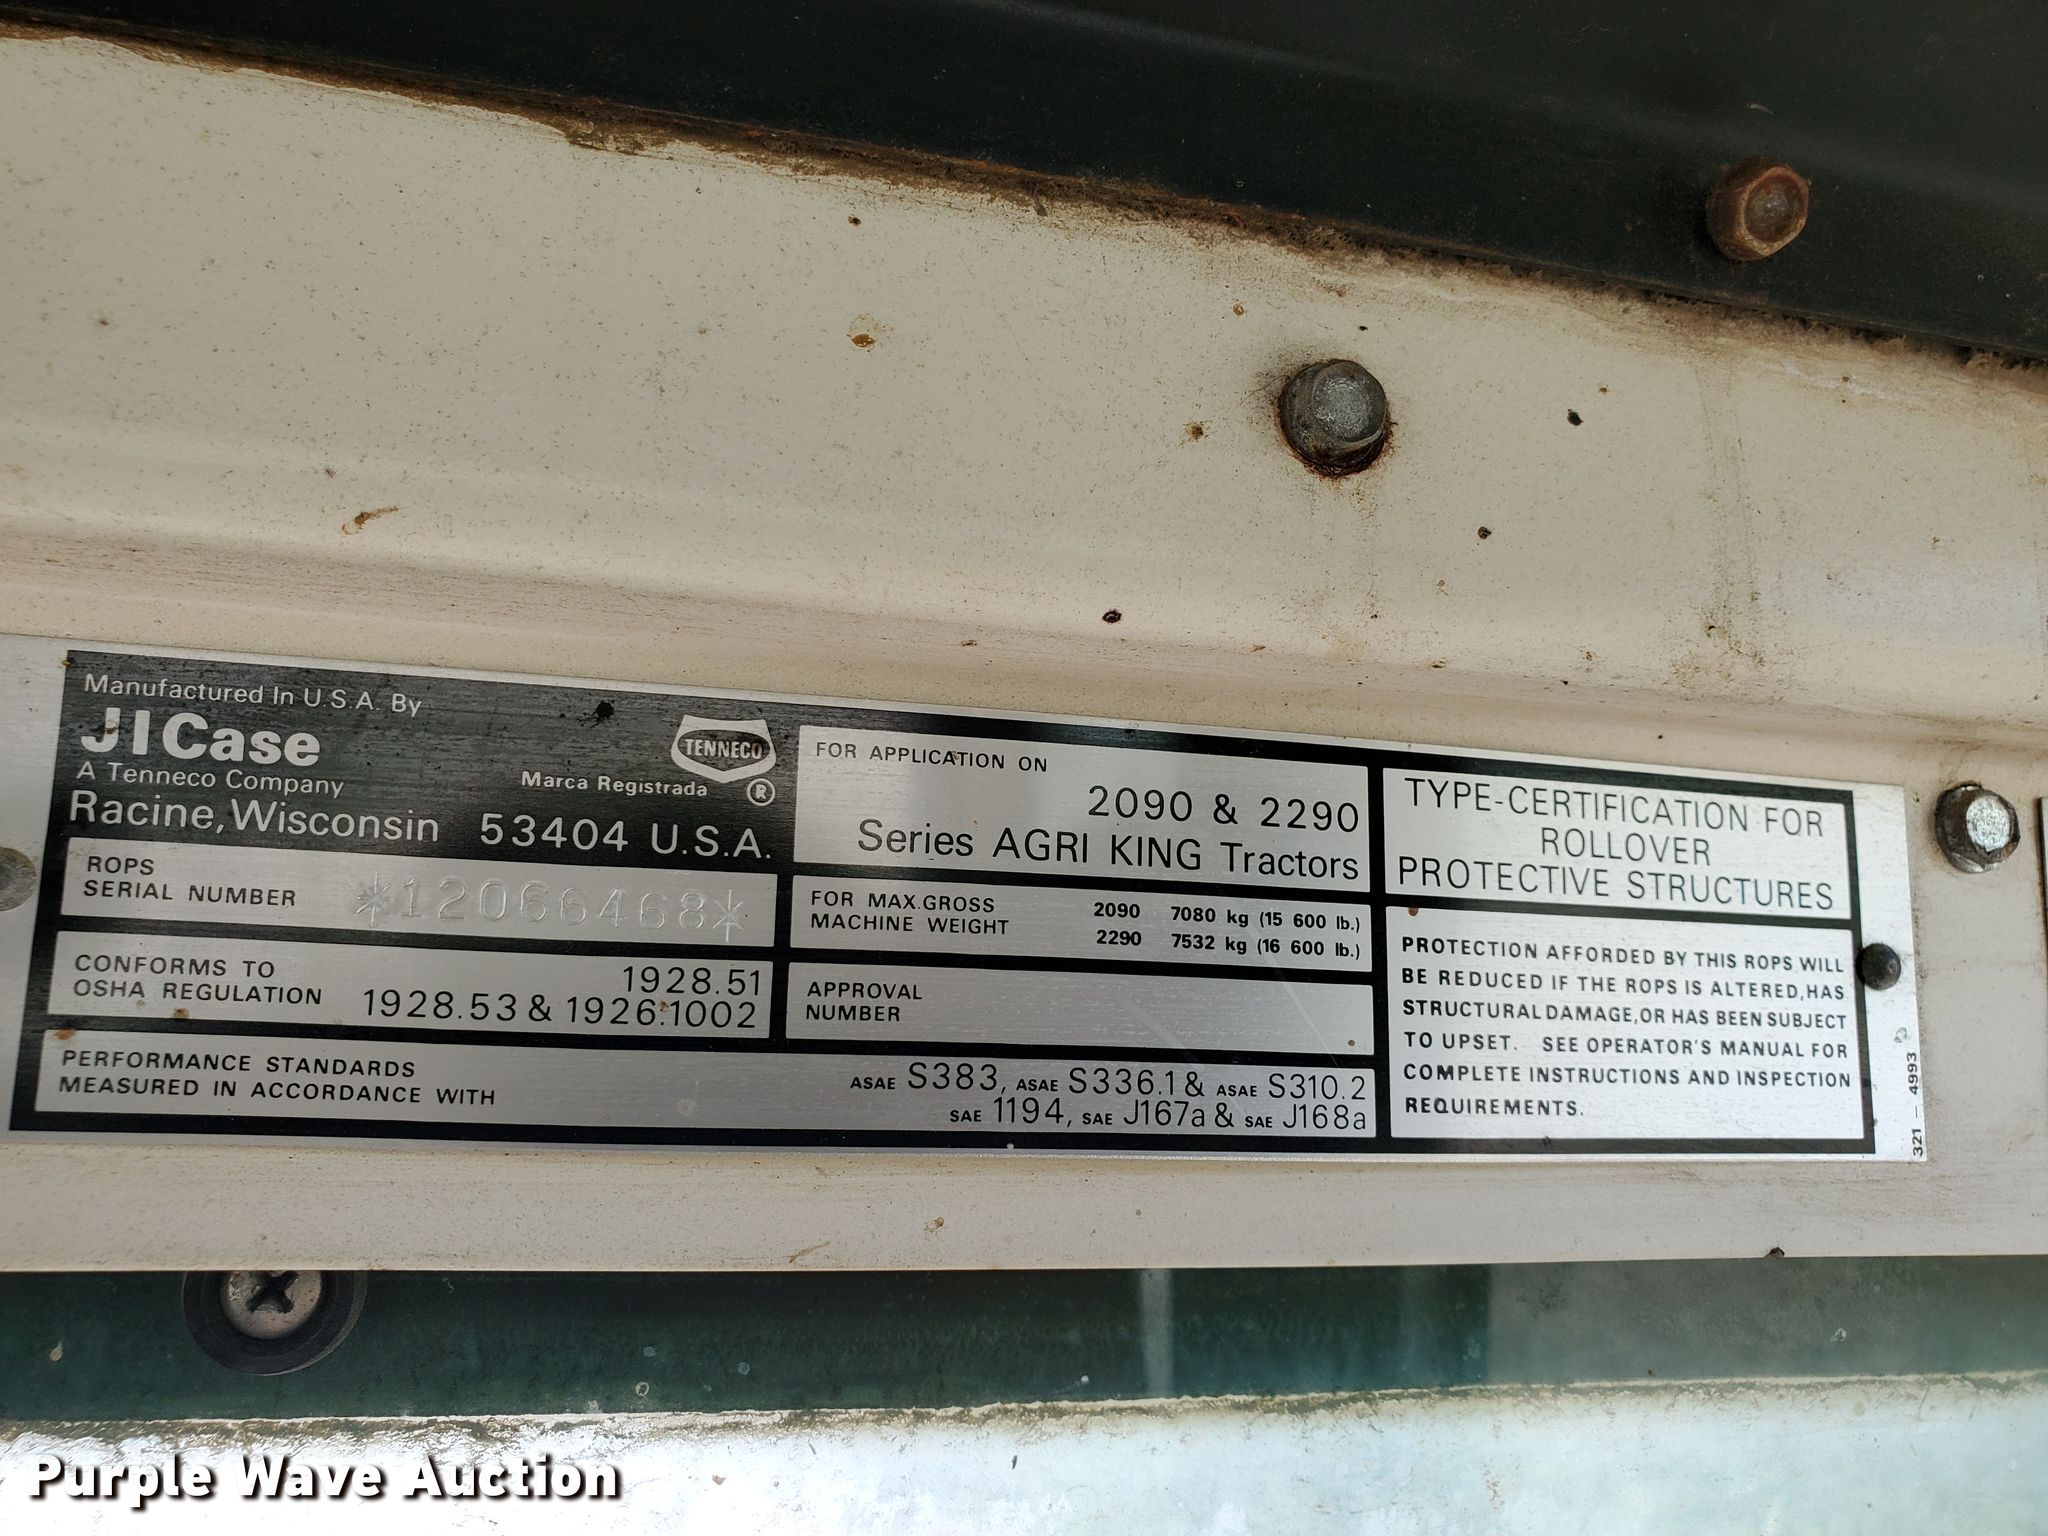 Manufactured In U.S.A. By
JI Case
A Tenneco Company
Racine, Wisconsin 53404 U.S.A.
TENNECO
Marca Registrada ®
ROPS
SERIAL NUMBER *12066468*
CONFORMS TO 1928.51
OSHA REGULATION 1928.53 & 1926.1002
PERFORMANCE STANDARDS
MEASURED IN ACCORDANCE WITH
ASAE S383, ASAE S336.1 & ASAE S310.2
SAE 1194, SAE J167a & SAE J168a
FOR APPLICATION ON
2090 & 2290
Series AGRI KING Tractors
FOR MAX.GROSS
MACHINE WEIGHT
2090 7080 kg (15 600 lb.)
2290 7532 kg (16 600 lb.)
APPROVAL
NUMBER
TYPE-CERTIFICATION FOR
ROLLOVER
PROTECTIVE STRUCTURES
PROTECTION AFFORDED BY THIS ROPS WILL
BE REDUCED IF THE ROPS IS ALTERED, HAS
STRUCTURAL DAMAGE, OR HAS BEEN SUBJECT
TO UPSET. SEE OPERATOR'S MANUAL FOR
COMPLETE INSTRUCTIONS AND INSPECTION
REQUIREMENTS.
321 – 4993
Purple Wave Auction